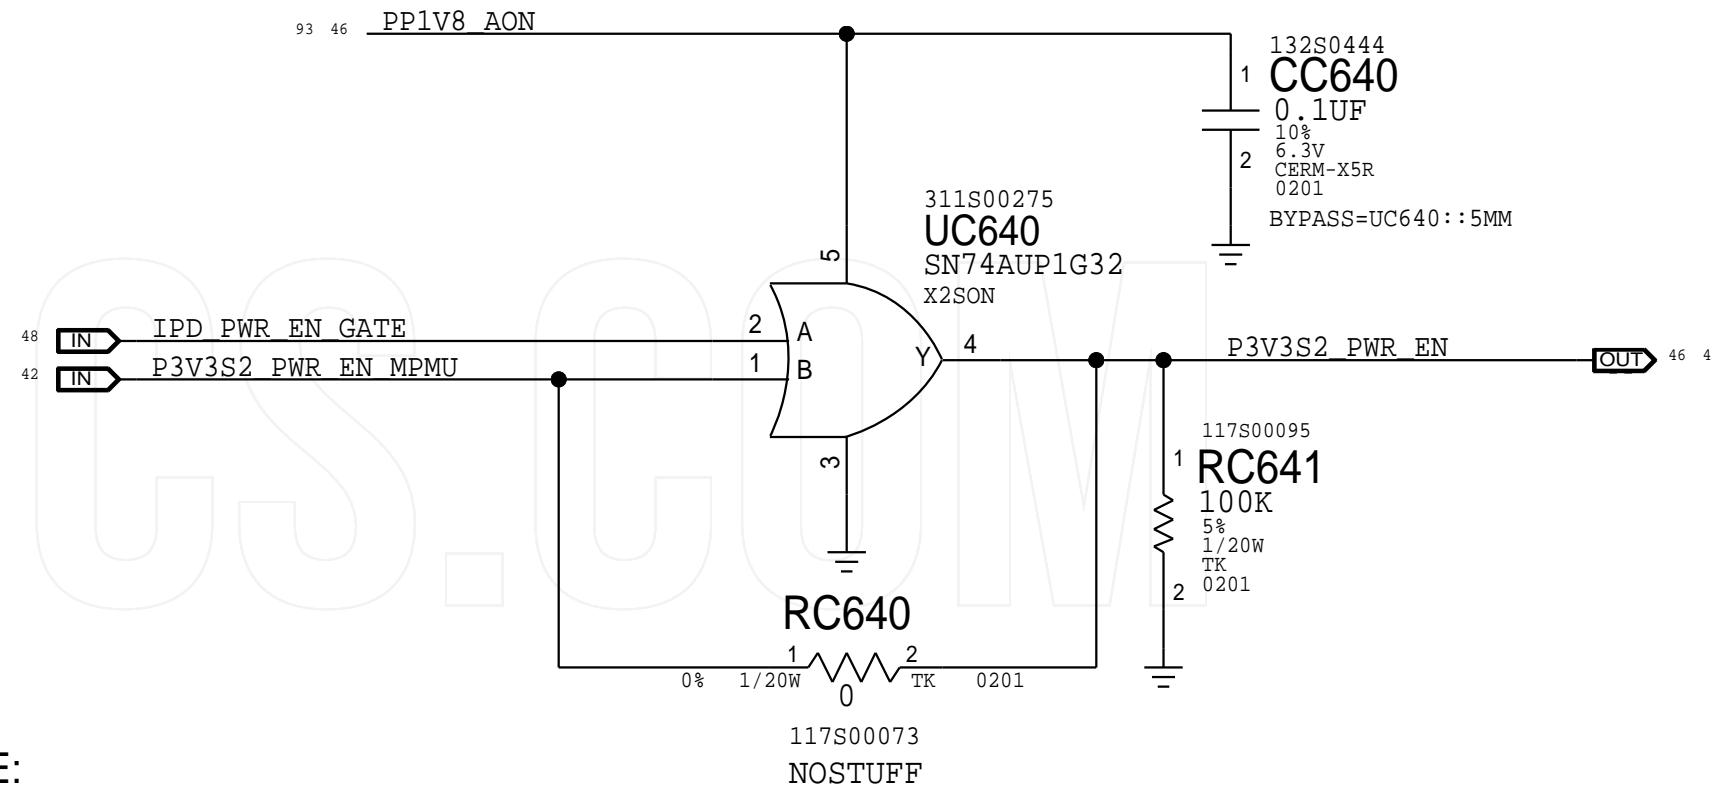 93 46 PP1V8_AON
132S0444
1 CC640
0.1UF
10%
2 6.3V
CERM-X5R
0201
BYPASS=UC640::5MM
311S00275
UC640
SN74AUP1G32
X2SON
5
48 IN IPD_PWR_EN_GATE 2 A
42 IN P3V3S2_PWR_EN_MPMU 1 B
Y 4 P3V3S2_PWR_EN OUT 46 4
3
117S00095
1 RC641
100K
5%
1/20W
TK
2 0201
RC640
1 2
0% 1/20W TK 0201
0
117S00073
NOSTUFF
E:
CS.COM